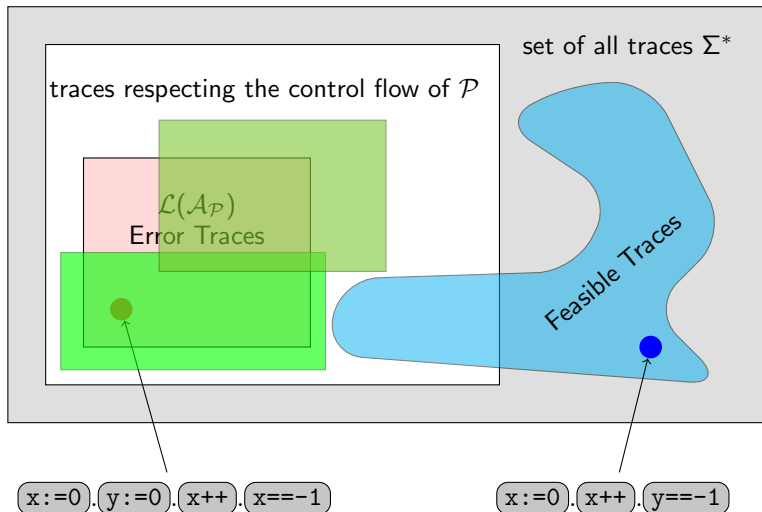 set of all traces Σ*
traces respecting the control flow of 𝒫
ℒ(𝒜_𝒫)
Error Traces
Feasible Traces
x:=0.y:=0.x++.x==-1
x:=0.x++.y==-1